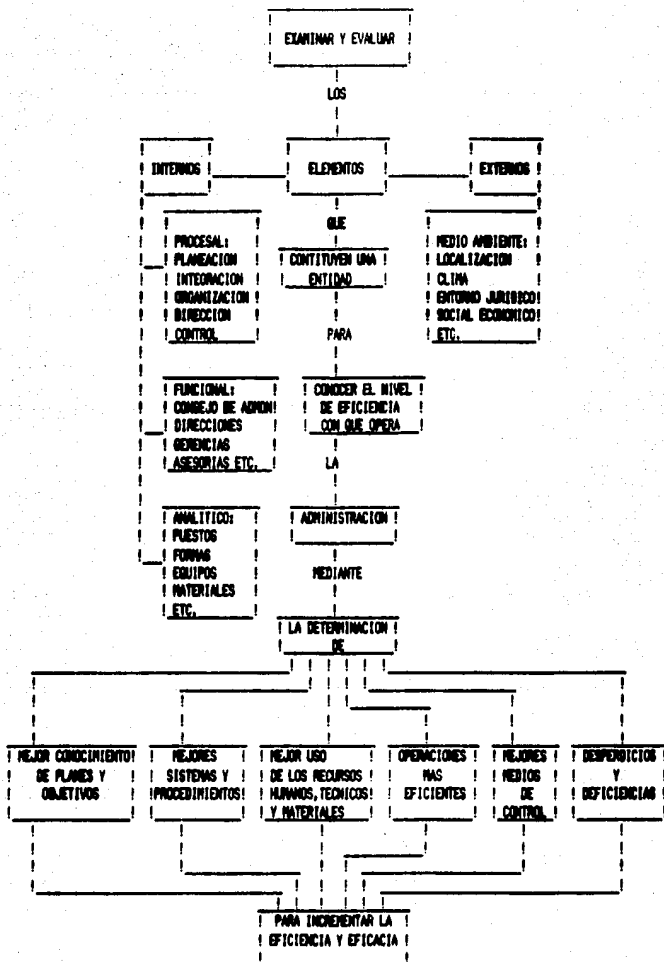 EXAMINAR Y EVALUAR
LOS
INTERNOS
ELEMENTOS
EXTERNOS
QUE
PROCESAL:
PLANEACION
INTEGRACION
ORGANIZACION
DIRECCION
CONTROL
CONTITUYEN UNA
ENTIDAD
MEDIO AMBIENTE:
LOCALIZACION
CLIMA
ENTORNO JURIDICO
SOCIAL ECONOMICO
ETC.
PARA
FUNCIONAL:
CONSEJO DE ADMON
DIRECCIONES
GERENCIAS
ASESORIAS ETC.
CONOCER EL NIVEL
DE EFICIENCIA
CON QUE OPERA
LA
ANALITICO:
PUESTOS
FORMAS
EQUIPOS
MATERIALES
ETC.
ADMINISTRACION
MEDIANTE
LA DETERMINACION
DE
MEJOR CONOCIMIENTO
DE PLANES Y
OBJETIVOS
MEJORES
SISTEMAS Y
PROCEDIMIENTOS
MEJOR USO
DE LOS RECURSOS
HUMANOS, TECNICOS
Y MATERIALES
OPERACIONES
MAS
EFICIENTES
MEJORES
MEDIOS
DE
CONTROL
DESPERDICIOS
Y
DEFICIENCIAS
PARA INCREMENTAR LA
EFICIENCIA Y EFICACIA